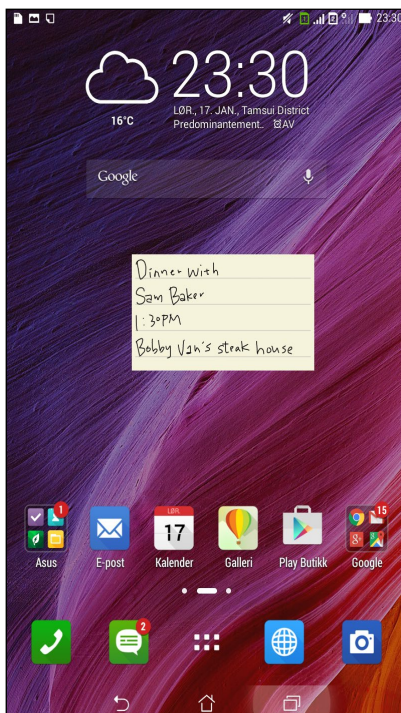 23:30
23:30
16°C
LØR., 17. JAN., Tamsui District
Predominantement.. AV
Google
Dinner with
Sam Baker
1:30PM
Bobby Van's steak house
1
LØR.
17
15
Asus
E-post
Kalender
Galleri
Play Butikk
Google
2